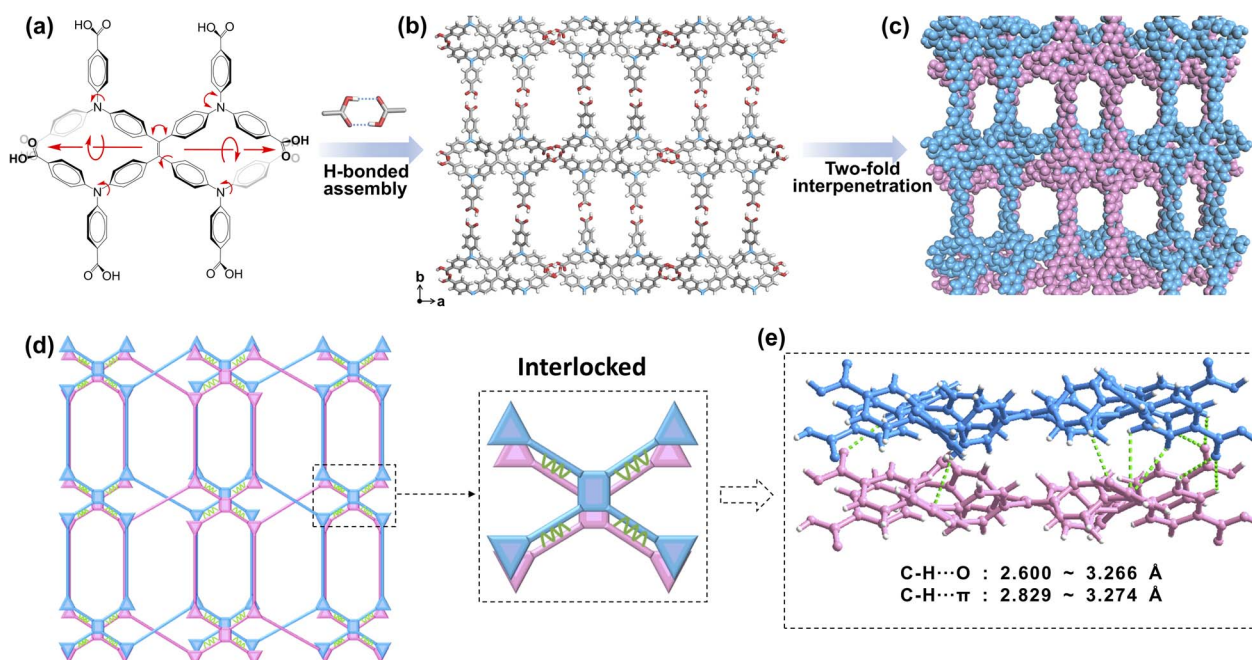 (a)
HO
O
O
OH
N
N
O
O
HO
OH
O
O
N
N
O
OH
O
OH
H-bonded
assembly
(b)
b
a
Two-fold
interpenetration
(c)
(d)
Interlocked
(e)
C-H···O : 2.600 ~ 3.266 Å
C-H···π : 2.829 ~ 3.274 Å